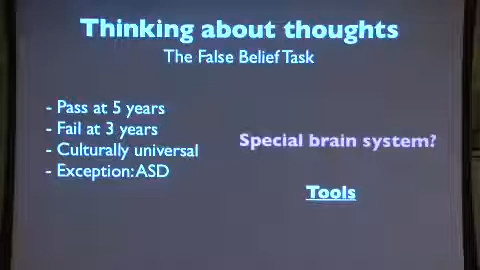 Thinking about thoughts
The False Belief Task
- Pass at 5 years
- Fail at 3 years
- Culturally universal
- Exception: ASD
Special brain system?
Tools